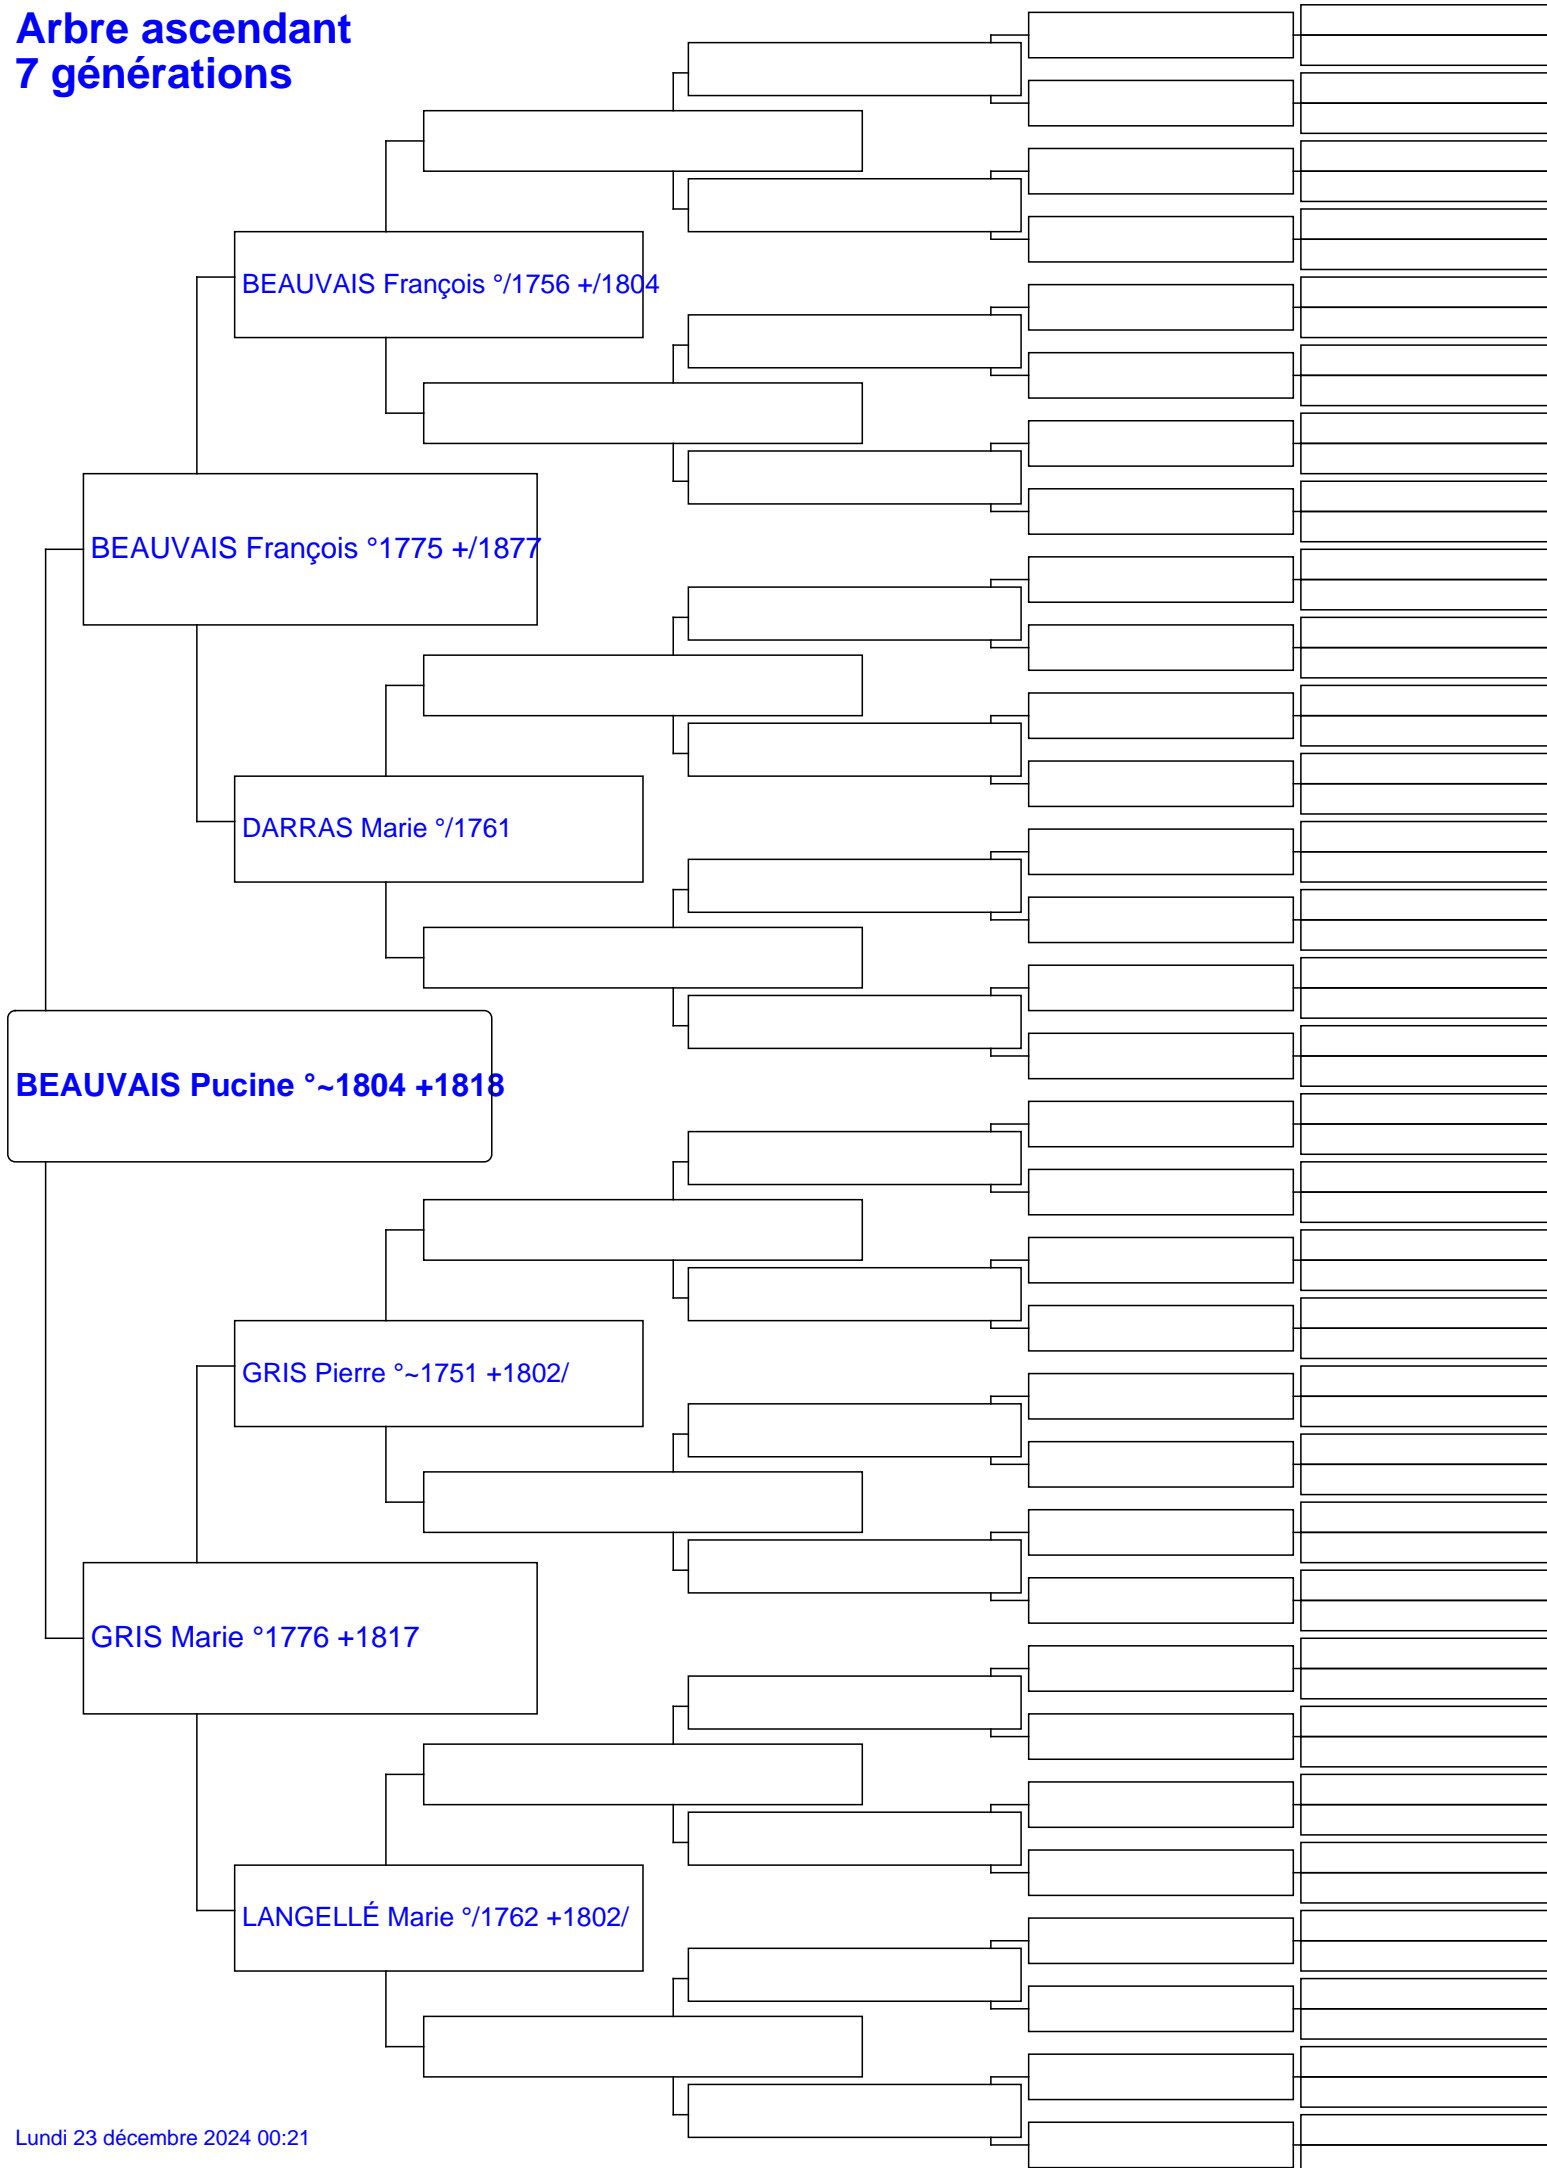 Arbre ascendant
7 générations
BEAUVAIS François °/1756 +/1804
BEAUVAIS François °1775 +/1877
DARRAS Marie °/1761
BEAUVAIS Pucine °~1804 +1818
GRIS Pierre °~1751 +1802/
GRIS Marie °1776 +1817
LANGELLÉ Marie °/1762 +1802/
Lundi 23 décembre 2024 00:21